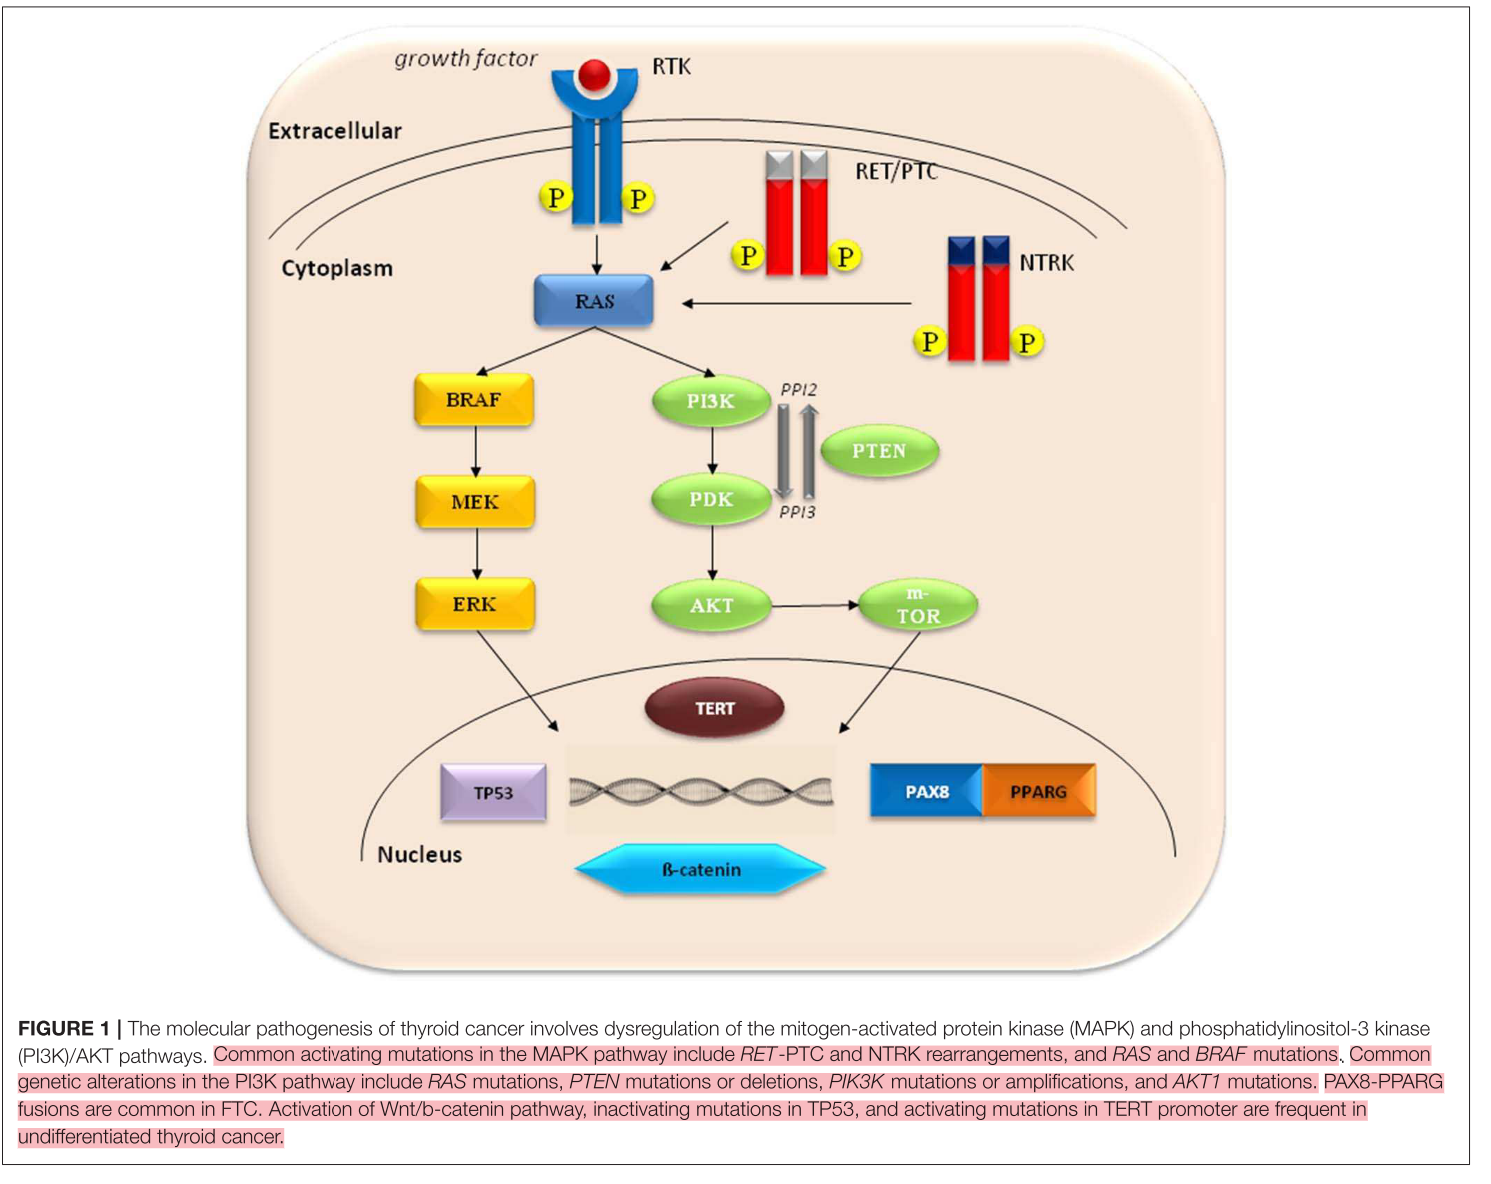 growth factor
RTK
Extracellular
RET/PTC
P
P
Cytoplasm
P
P
NTRK
RAS
P
P
BRAF
PI3K
PPI2
PTEN
MEK
PDK
PPI3
ERK
AKT
m-
TOR
TERT
TP53
PAX8
PPARG
Nucleus
ß-catenin
FIGURE 1 | The molecular pathogenesis of thyroid cancer involves dysregulation of the mitogen-activated protein kinase (MAPK) and phosphatidylinositol-3 kinase
(PI3K)/AKT pathways. Common activating mutations in the MAPK pathway include RET-PTC and NTRK rearrangements, and RAS and BRAF mutations., Common
genetic alterations in the PI3K pathway include RAS mutations, PTEN mutations or deletions, PIK3K mutations or amplifications, and AKT1 mutations. PAX8-PPARG
fusions are common in FTC. Activation of Wnt/b-catenin pathway, inactivating mutations in TP53, and activating mutations in TERT promoter are frequent in
undifferentiated thyroid cancer.